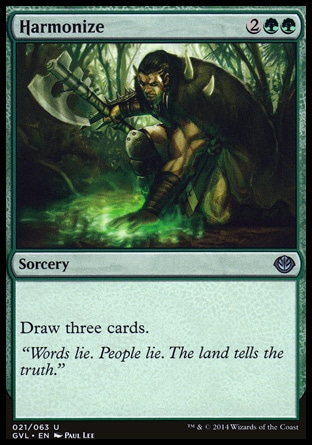 Harmonize 2
Sorcery
Draw three cards.
“Words lie. People lie. The land tells the
truth.”
021/063 U
GVL • EN Paul Lee ™ & © 2014 Wizards of the Coast